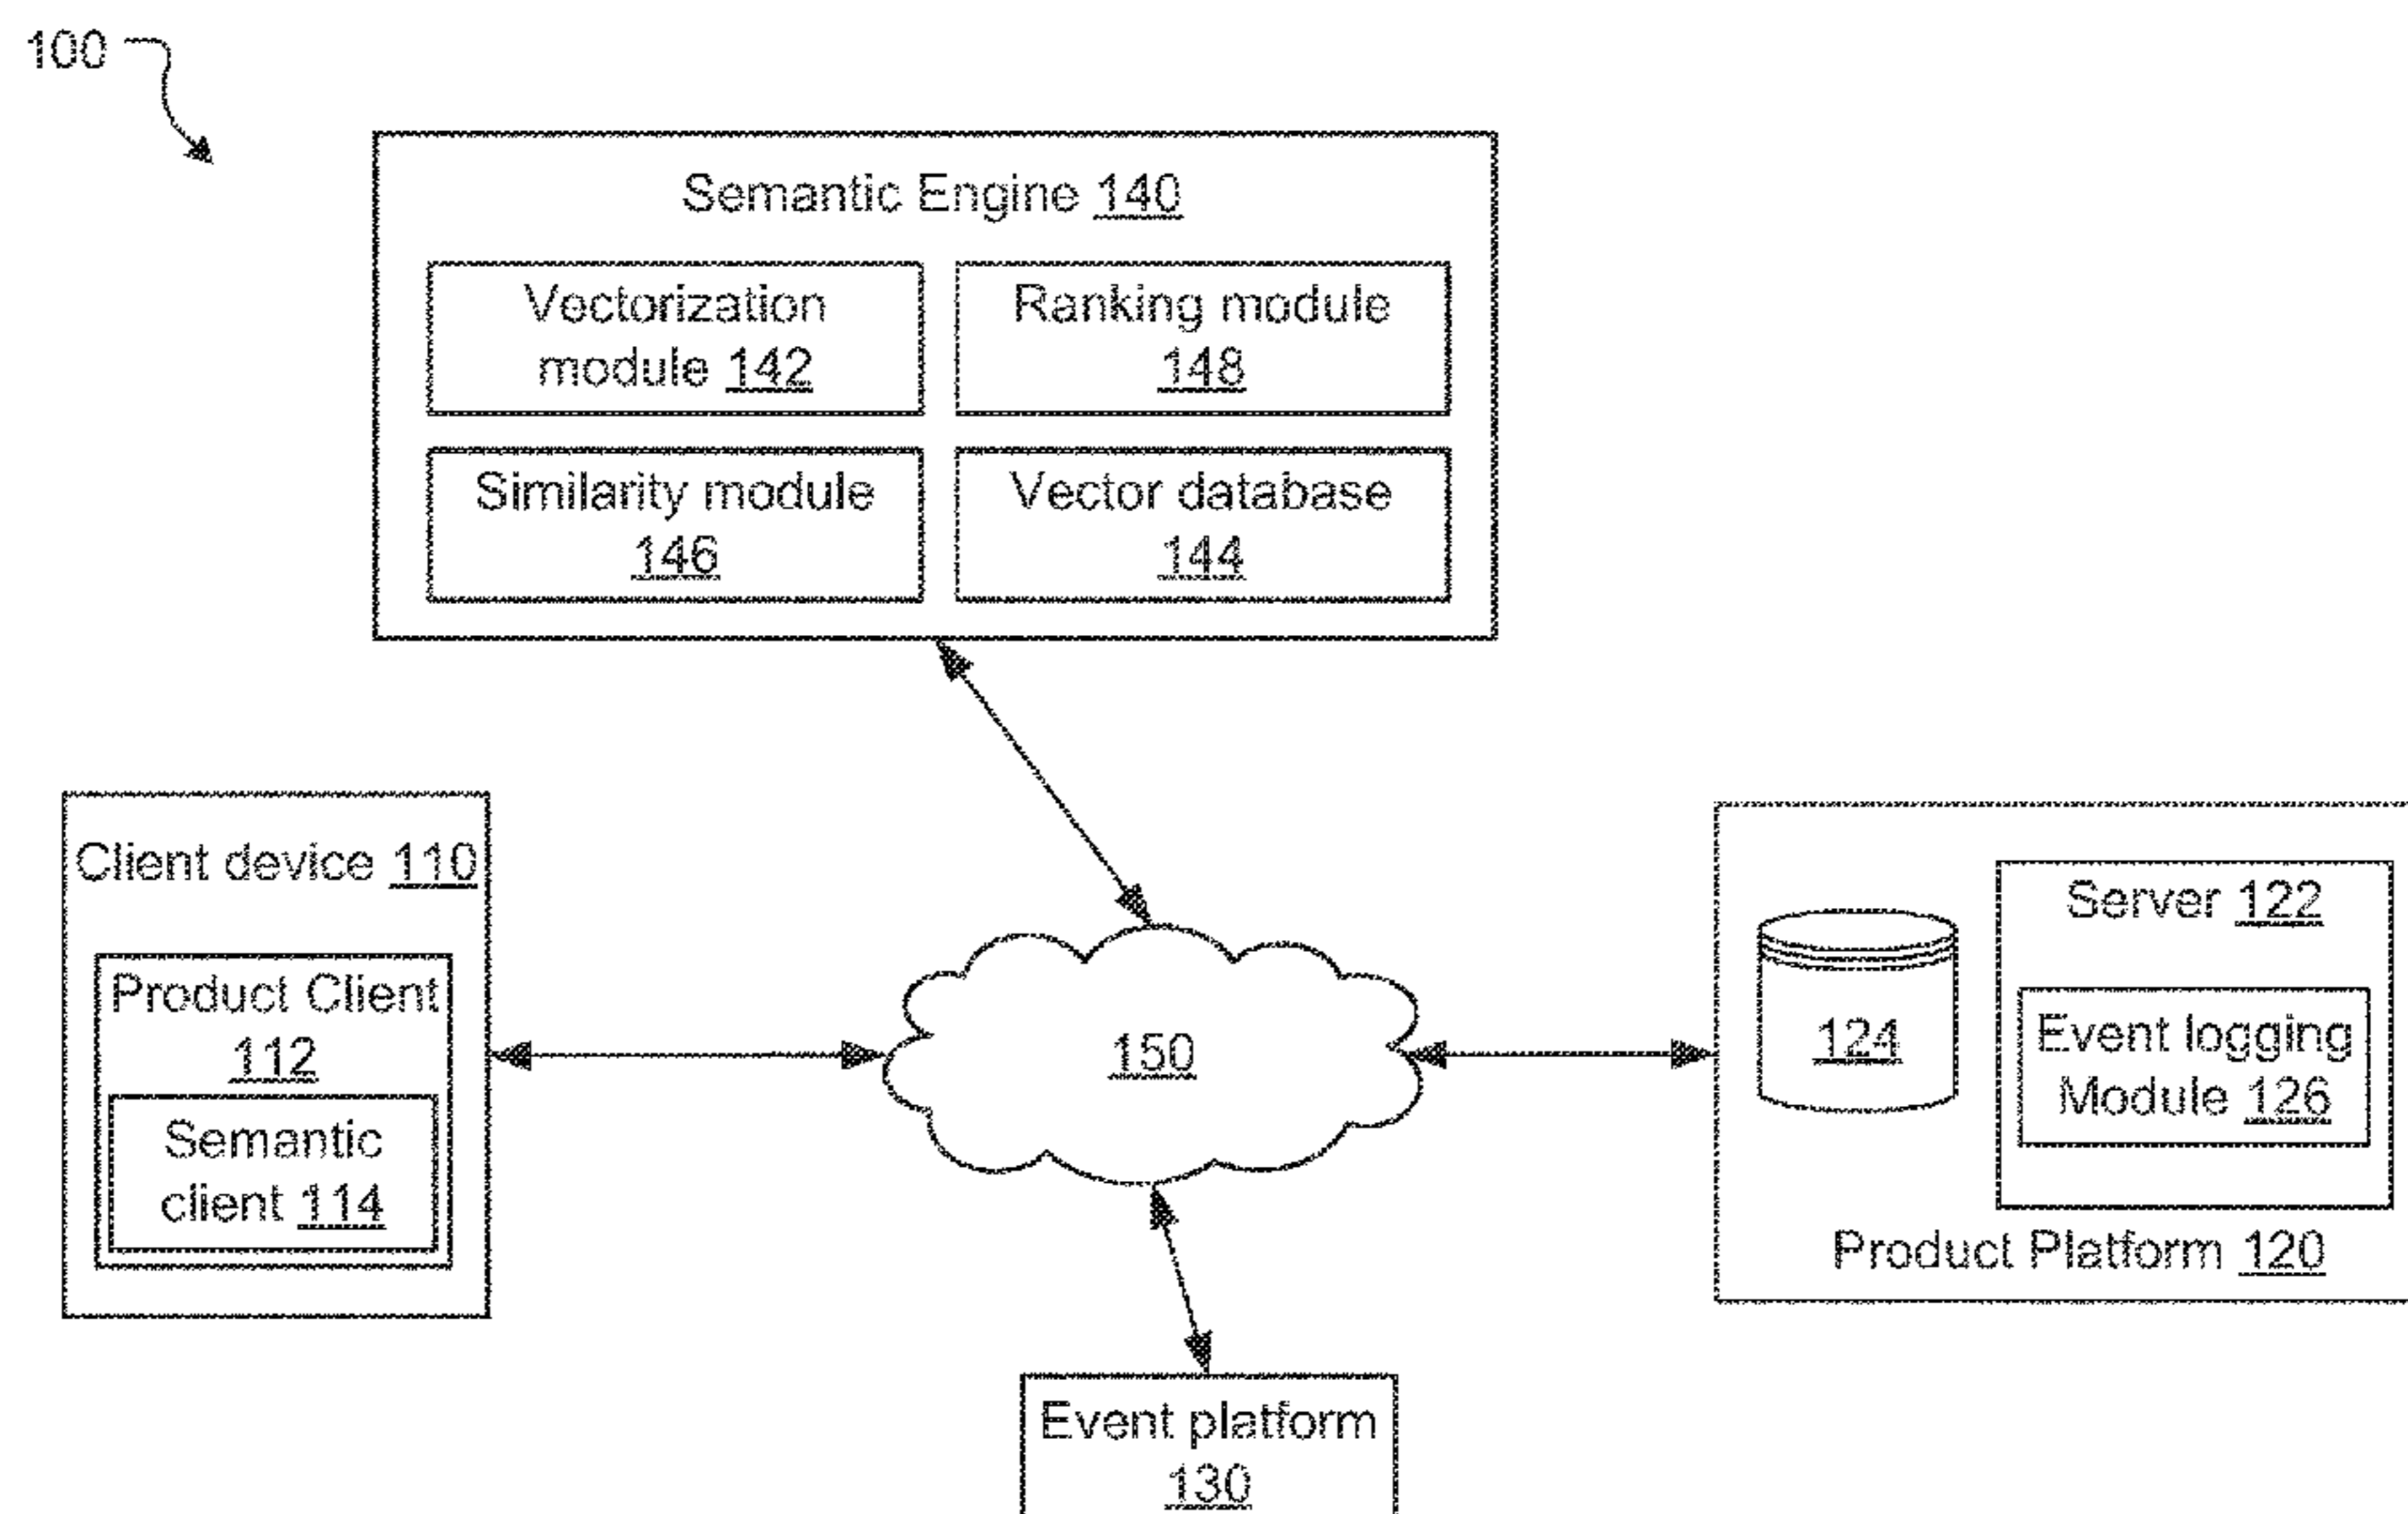 100
Semantic Engine 140
Vectorization
module 142
Ranking module
148
Similarity module
146
Vector database
144
Client device 110
Product Client
112
Semantic
client 114
150
124
Server 122
Event logging
Module 126
Product Platform 120
Event platform
130